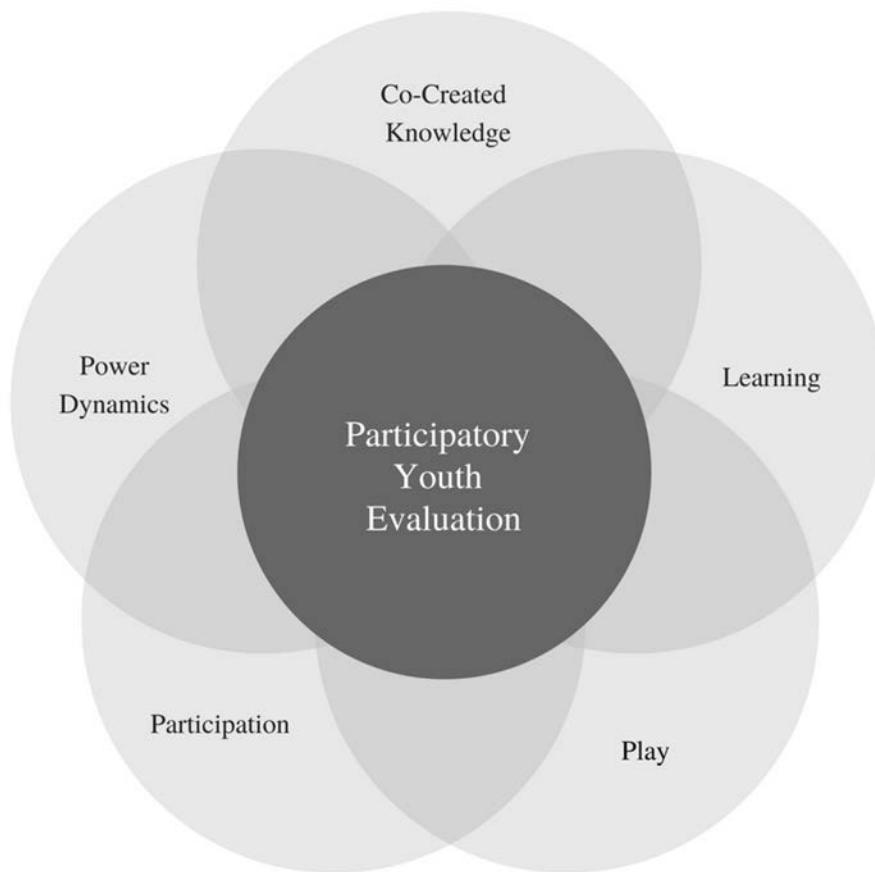 Co-Created
Knowledge
Power
Dynamics
Learning
Participatory
Youth
Evaluation
Participation
Play